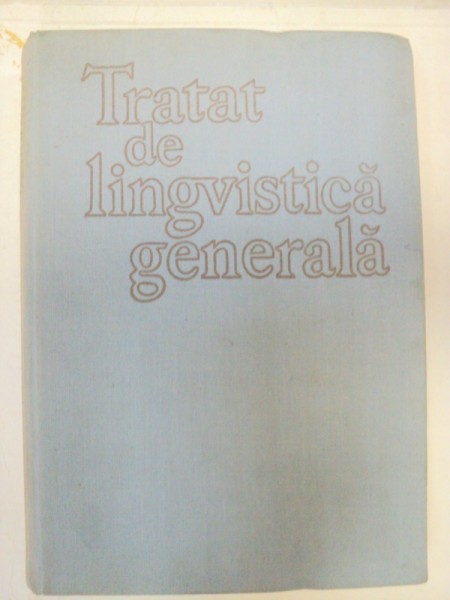 Tratat
de
lingvistică
generală